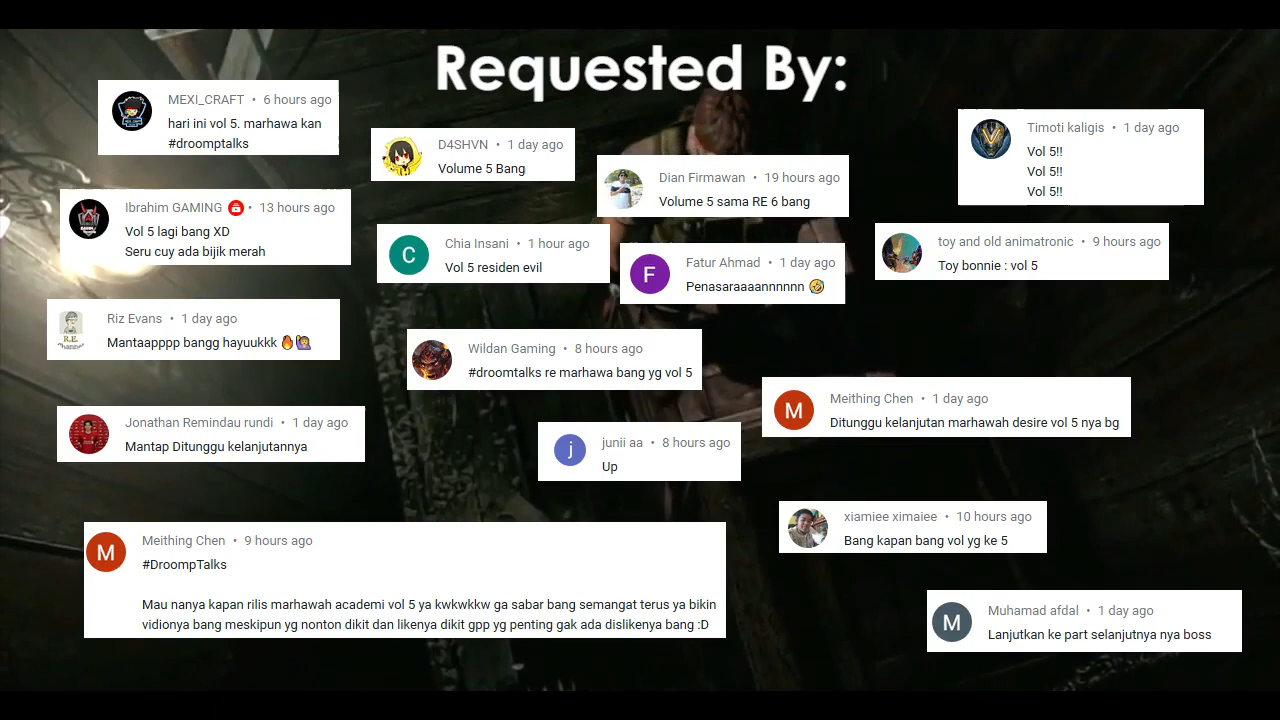 Requested By:
MEXI_CRAFT • 6 hours ago
hari ini vol 5. marhawa kan
#droomptalks
D4SHVN • 1 day ago
Volume 5 Bang
Timoti kaligis • 1 day ago
Vol 5!!
Vol 5!!
Vol 5!!
Dian Firmawan • 19 hours ago
Volume 5 sama RE 6 bang
Ibrahim GAMING • 13 hours ago
Vol 5 lagi bang XD
Seru cuy ada bijik merah
Chia Insani • 1 hour ago
Vol 5 residen evil
C
Fatur Ahmad • 1 day ago
Penasaraaaannnnnn 🤣
F
toy and old animatronic • 9 hours ago
Toy bonnie : vol 5
Riz Evans • 1 day ago
Mantaapppp bangg hayuukkk 🔥🙋
R.E.
Wildan Gaming • 8 hours ago
#droomtalks re marhawa bang yg vol 5
Meithing Chen • 1 day ago
Ditunggu kelanjutan marhawah desire vol 5 nya bg
M
Jonathan Remindau rundi • 1 day ago
Mantap Ditunggu kelanjutannya
junii aa • 8 hours ago
Up
j
xiamiee ximaiee • 10 hours ago
Bang kapan bang vol yg ke 5
Meithing Chen • 9 hours ago
#DroompTalks
M
Mau nanya kapan rilis marhawah academi vol 5 ya kwkwkkw ga sabar bang semangat terus ya bikin
vidionya bang meskipun yg nonton dikit dan likenya dikit gpp yg penting gak ada dislikenya bang :D
Muhamad afdal • 1 day ago
Lanjutkan ke part selanjutnya nya boss
M